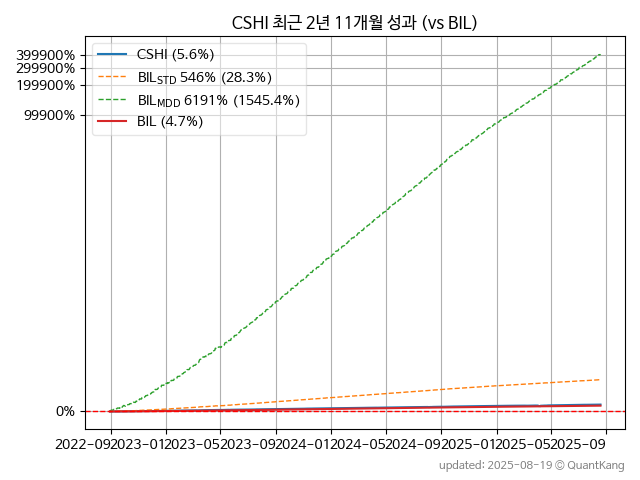 CSHI 최근 2년 11개월 성과 (vs BIL)
399900%
299900%
199900%
99900%
0%
CSHI (5.6%)
BILSTD 546% (28.3%)
BILMDD 6191% (1545.4%)
BIL (4.7%)
2022-09 2023-01 2023-05 2023-09 2024-01 2024-05 2024-09 2025-01 2025-05 2025-09
updated: 2025-08-19 © QuantKang